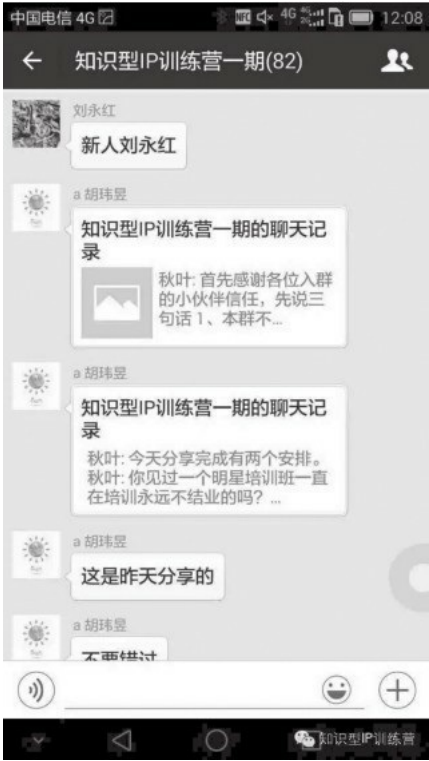 中国电信 4G 4G 12:08
知识型IP训练营一期(82)
刘永红
新人刘永红
a 胡玮昱
知识型IP训练营一期的聊天记
录
秋叶: 首先感谢各位入群
的小伙伴信任，先说三
句话 1、本群不...
a 胡玮昱
知识型IP训练营一期的聊天记
录
秋叶: 今天分享完成有两个安排。
秋叶: 你见过一个明星培训班一直
在培训永远不结业的吗？...
a 胡玮昱
这是昨天分享的
a 胡玮昱
不要错过
知识型IP训练营